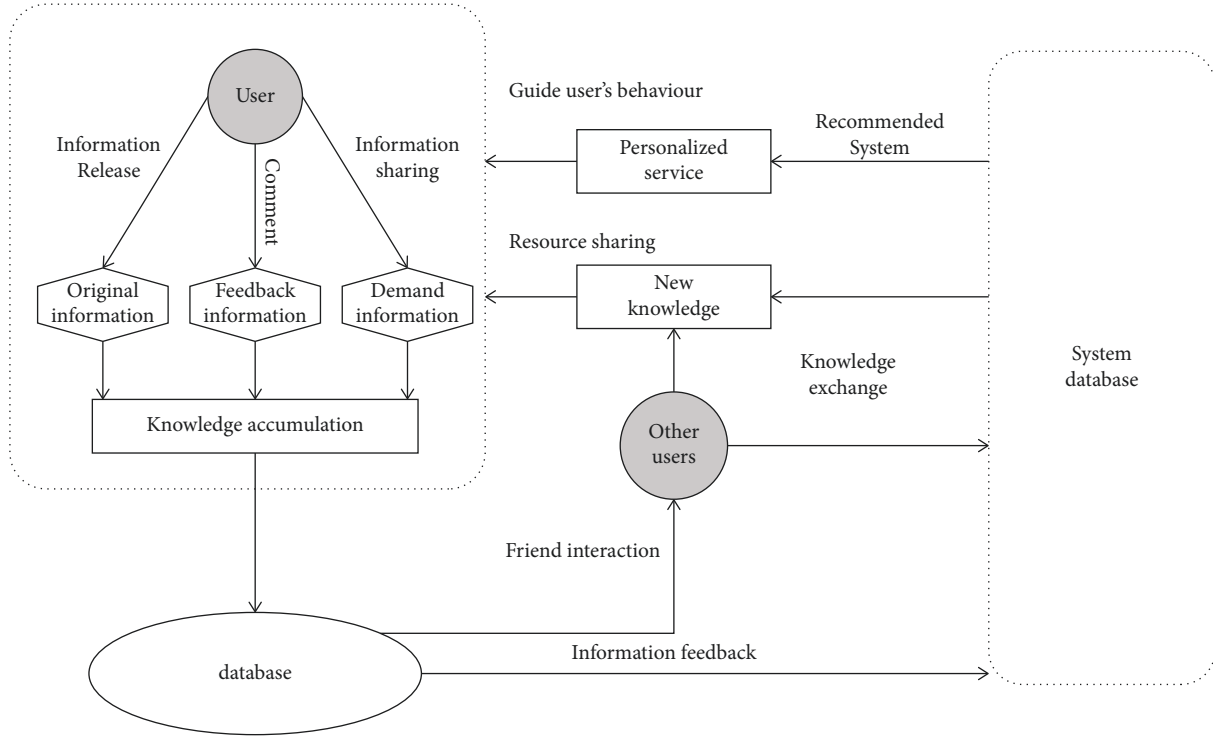 User
Information
Release
Comment
Information
sharing
Original
information
Feedback
information
Demand
information
Knowledge accumulation
database
Guide user's behaviour
Personalized
service
Recommended
System
Resource sharing
New
knowledge
Knowledge
exchange
Other
users
Friend interaction
Information feedback
System
database